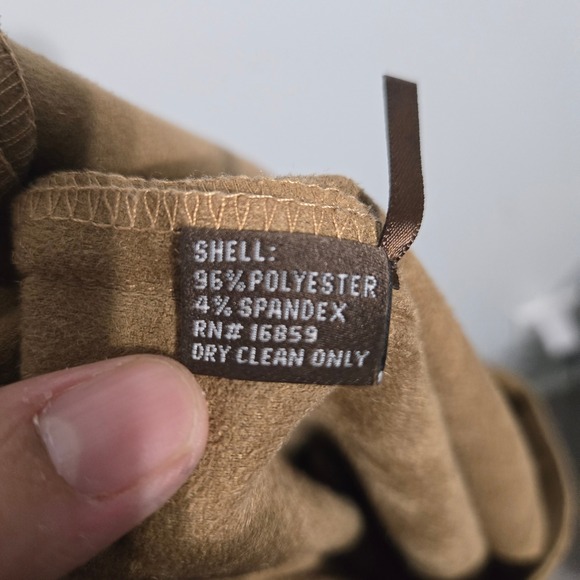 SHELL:
96% POLYESTER
4% SPANDEX
RN# 16859
DRY CLEAN ONLY